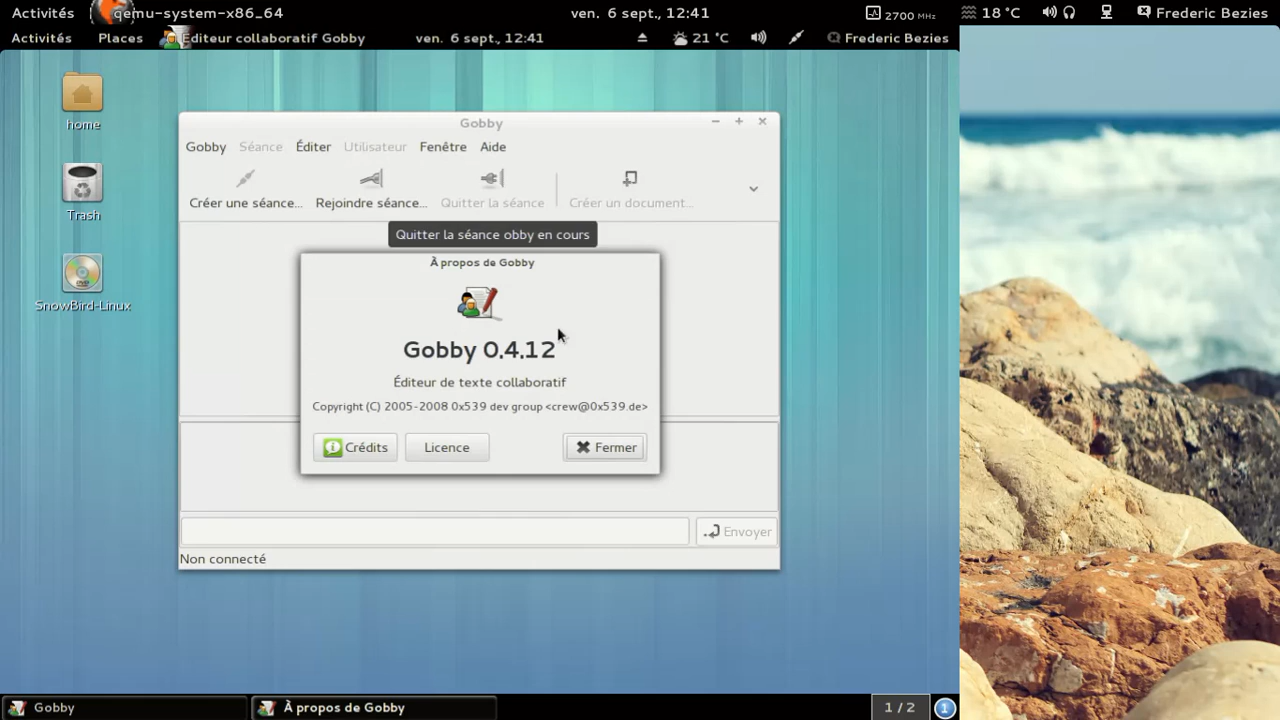 Activités qemu-system-x86_64 ven. 6 sept., 12:41 2700 MHz 18 °C Frederic Bezies
Activités Places Éditeur collaboratif Gobby ven. 6 sept., 12:41 21 °C Frederic Bezies
home
Trash
SnowBird-Linux
Gobby
Gobby Séance Éditer Utilisateur Fenêtre Aide
Créer une séance... Rejoindre séance... Quitter la séance Créer un document...
Quitter la séance obby en cours
À propos de Gobby
Gobby 0.4.12
Éditeur de texte collaboratif
Copyright (C) 2005-2008 0x539 dev group <crew@0x539.de>
Crédits Licence Fermer
Envoyer
Non connecté
Gobby À propos de Gobby 1 / 2 1